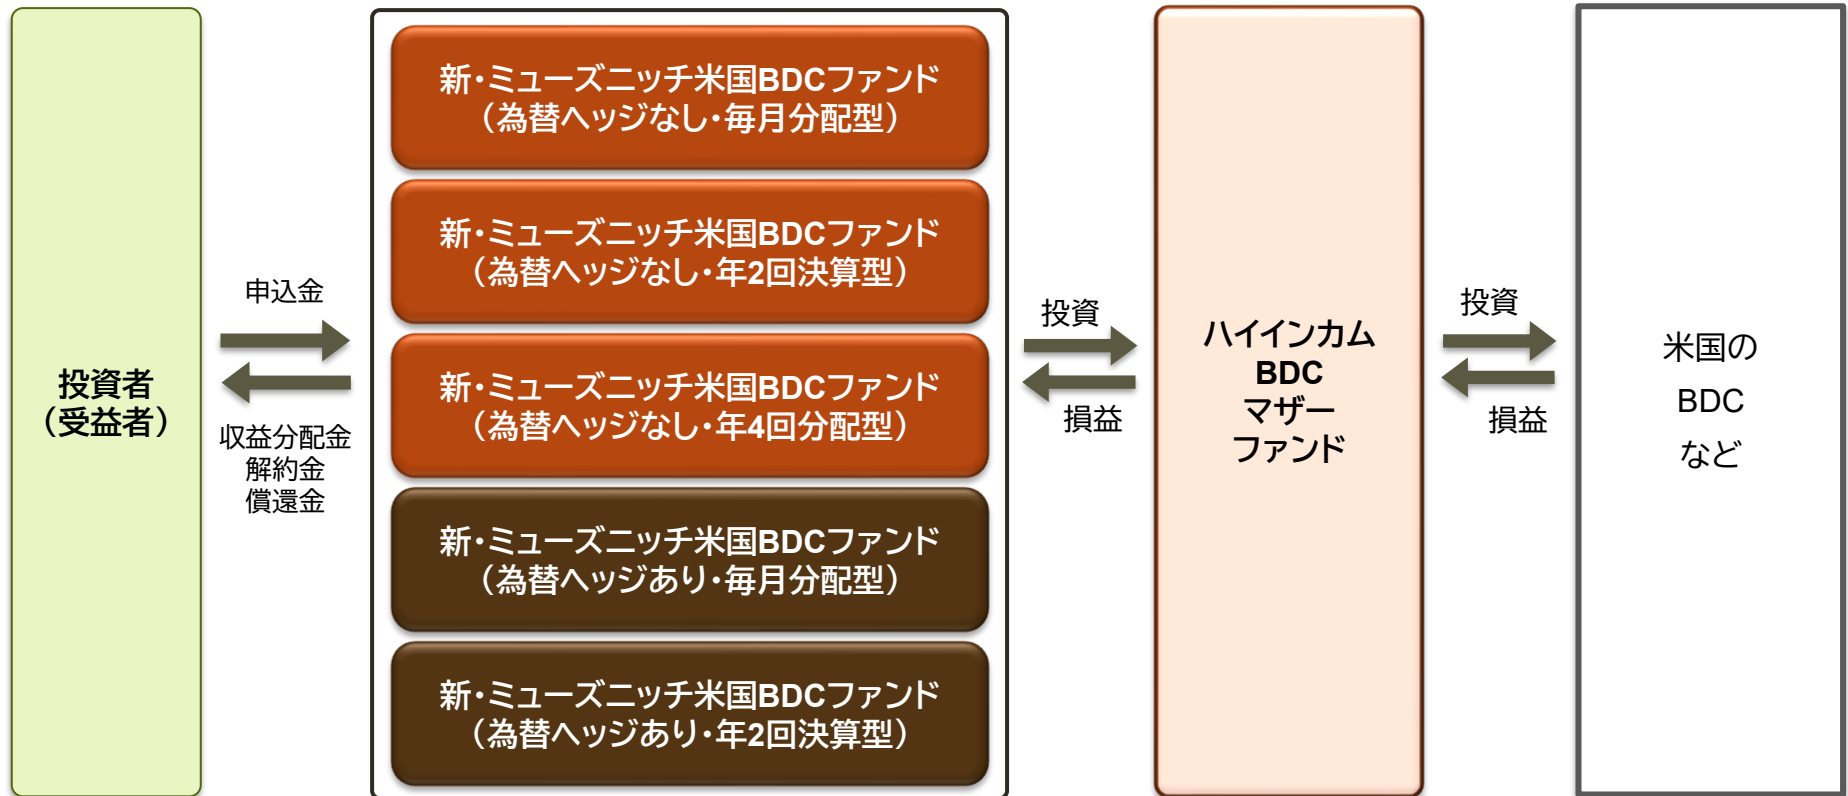 投資者
（受益者）
申込金
収益分配金
解約金
償還金
新・ミューズニッチ米国BDCファンド
（為替ヘッジなし・毎月分配型）
新・ミューズニッチ米国BDCファンド
（為替ヘッジなし・年2回決算型）
新・ミューズニッチ米国BDCファンド
（為替ヘッジなし・年4回分配型）
新・ミューズニッチ米国BDCファンド
（為替ヘッジあり・毎月分配型）
新・ミューズニッチ米国BDCファンド
（為替ヘッジあり・年2回決算型）
投資
損益
ハイインカム
BDC
マザー
ファンド
投資
損益
米国の
BDC
など